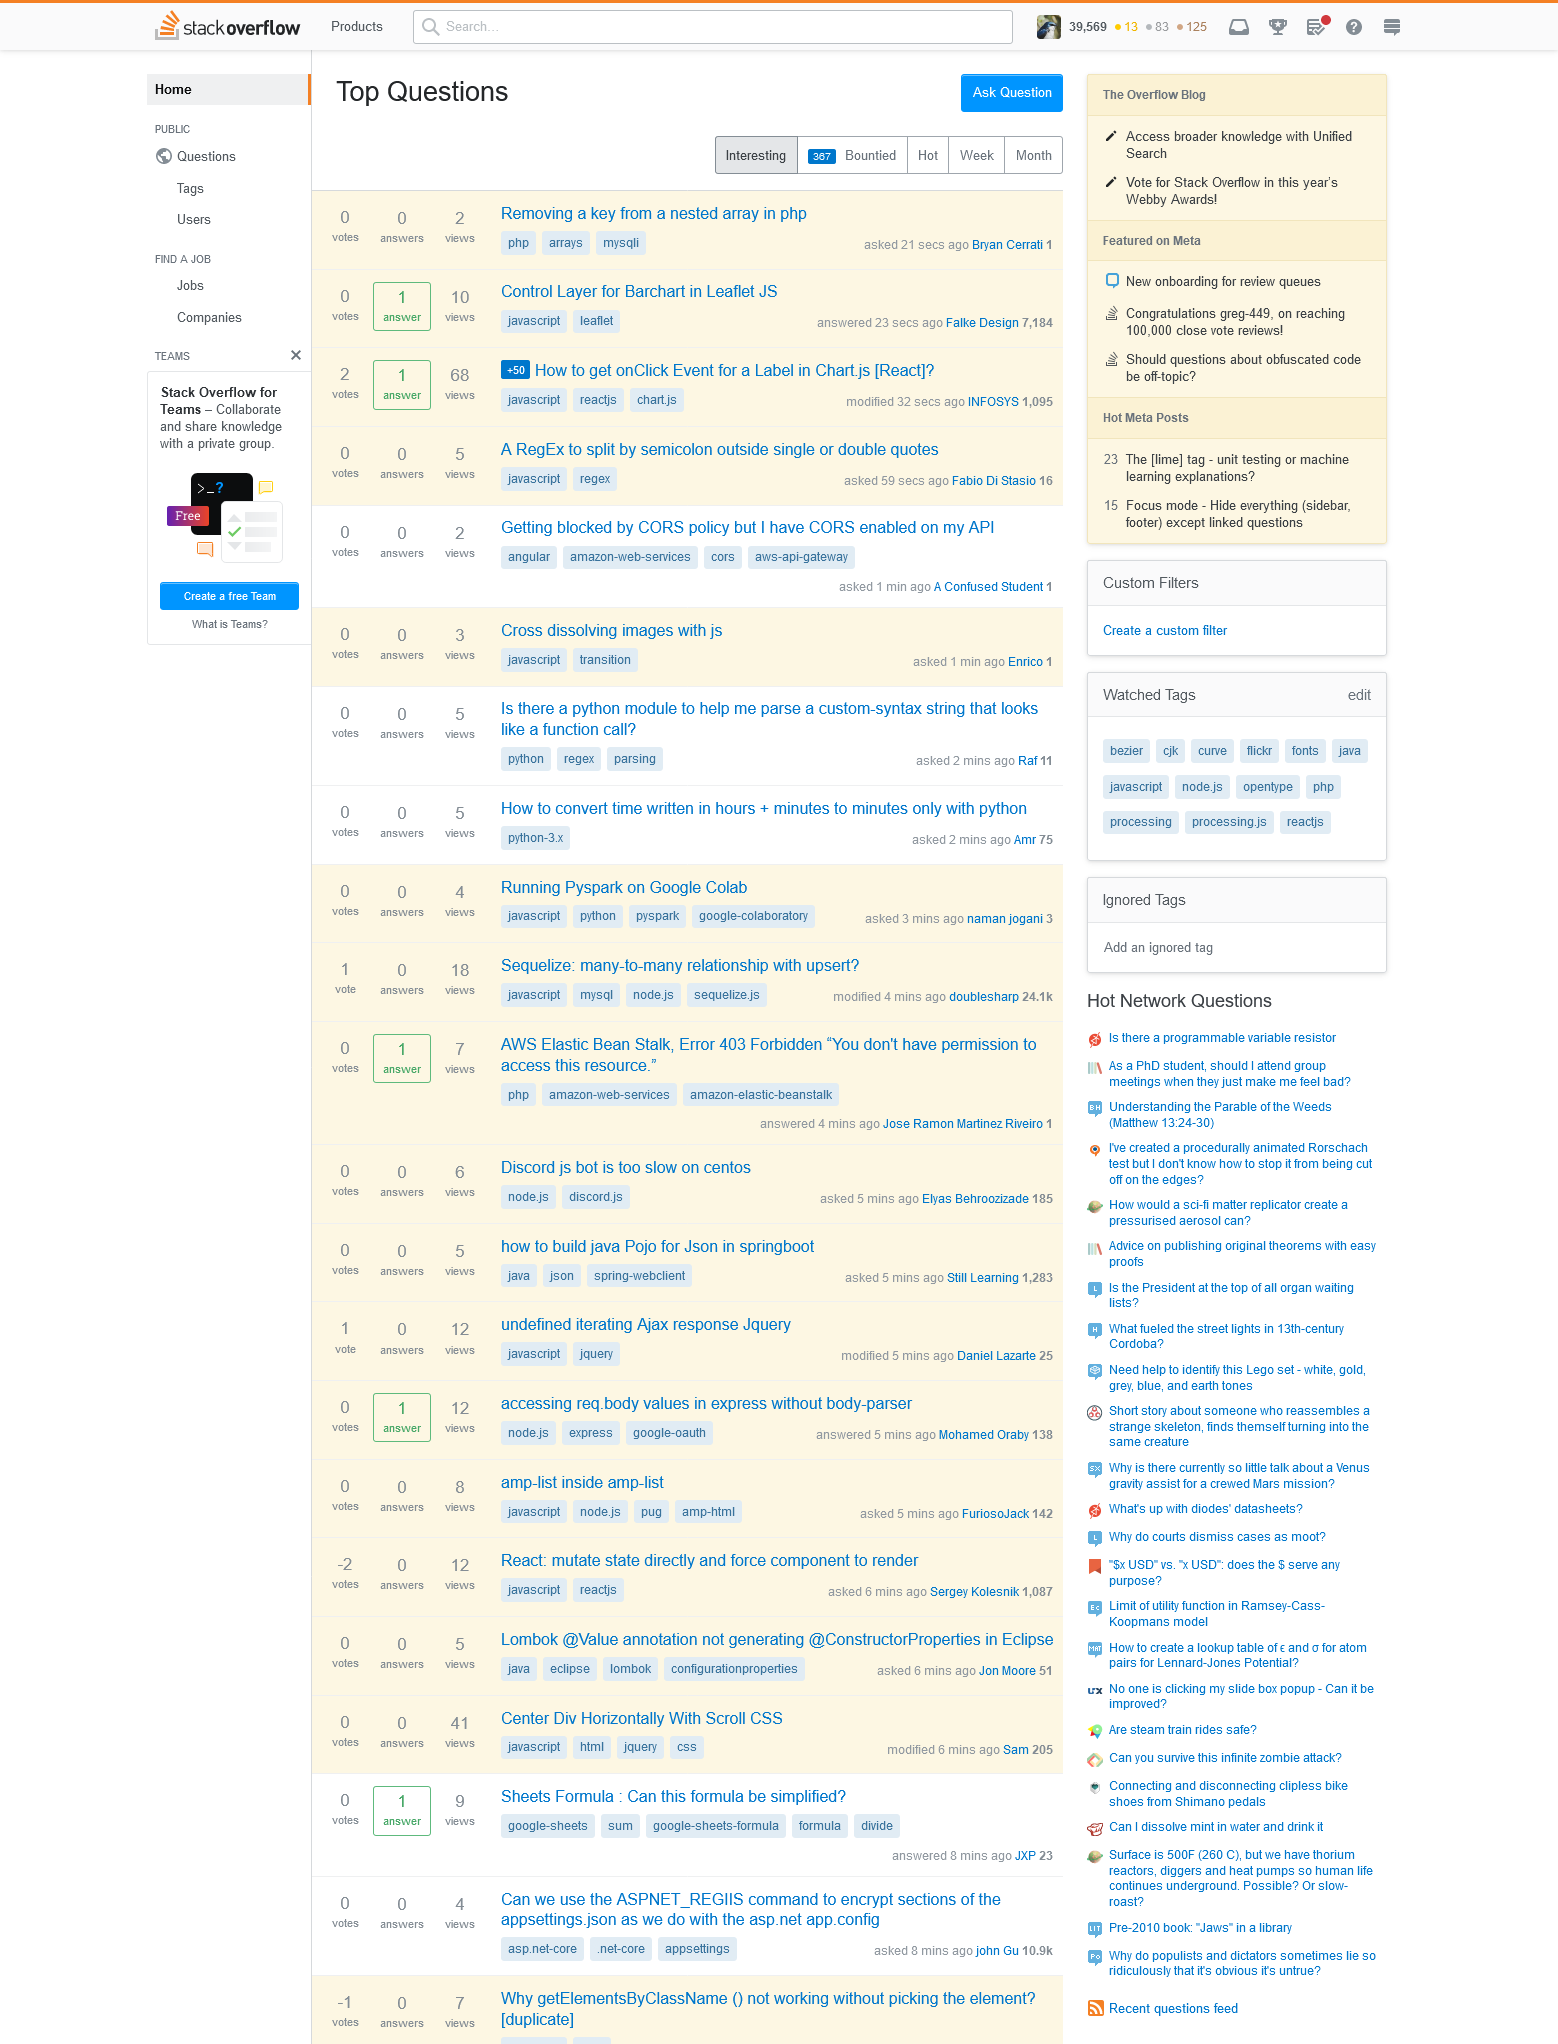 stackoverflow
Products
Search...
39,569 13 83 125
Home
PUBLIC
Questions
Tags
Users
FIND A JOB
Jobs
Companies
TEAMS
Stack Overflow for
Teams – Collaborate
and share knowledge
with a private group.
>_?
Free
Create a free Team
What is Teams?
Top Questions
Ask Question
Interesting 367 Bountied Hot Week Month
0 votes 0 answers 2 views
Removing a key from a nested array in php
php arrays mysqli
asked 21 secs ago Bryan Cerrati 1
0 votes 1 answer 10 views
Control Layer for Barchart in Leaflet JS
javascript leaflet
answered 23 secs ago Falke Design 7,184
2 votes 1 answer 68 views
+50 How to get onClick Event for a Label in Chart.js [React]?
javascript reactjs chart.js
modified 32 secs ago INFOSYS 1,095
0 votes 0 answers 5 views
A RegEx to split by semicolon outside single or double quotes
javascript regex
asked 59 secs ago Fabio Di Stasio 16
0 votes 0 answers 2 views
Getting blocked by CORS policy but I have CORS enabled on my API
angular amazon-web-services cors aws-api-gateway
asked 1 min ago A Confused Student 1
0 votes 0 answers 3 views
Cross dissolving images with js
javascript transition
asked 1 min ago Enrico 1
0 votes 0 answers 5 views
Is there a python module to help me parse a custom-syntax string that looks
like a function call?
python regex parsing
asked 2 mins ago Raf 11
0 votes 0 answers 5 views
How to convert time written in hours + minutes to minutes only with python
python-3.x
asked 2 mins ago Amr 75
0 votes 0 answers 4 views
Running Pyspark on Google Colab
javascript python pyspark google-colaboratory
asked 3 mins ago naman jogani 3
1 vote 0 answers 18 views
Sequelize: many-to-many relationship with upsert?
javascript mysql node.js sequelize.js
modified 4 mins ago doublesharp 24.1k
0 votes 1 answer 7 views
AWS Elastic Bean Stalk, Error 403 Forbidden “You don't have permission to
access this resource.”
php amazon-web-services amazon-elastic-beanstalk
answered 4 mins ago Jose Ramon Martinez Riveiro 1
0 votes 0 answers 6 views
Discord js bot is too slow on centos
node.js discord.js
asked 5 mins ago Elyas Behroozizade 185
0 votes 0 answers 5 views
how to build java Pojo for Json in springboot
java json spring-webclient
asked 5 mins ago Still Learning 1,283
1 vote 0 answers 12 views
undefined iterating Ajax response Jquery
javascript jquery
modified 5 mins ago Daniel Lazarte 25
0 votes 1 answer 12 views
accessing req.body values in express without body-parser
node.js express google-oauth
answered 5 mins ago Mohamed Oraby 138
0 votes 0 answers 8 views
amp-list inside amp-list
javascript node.js pug amp-html
asked 5 mins ago FuriosoJack 142
-2 votes 0 answers 12 views
React: mutate state directly and force component to render
javascript reactjs
asked 6 mins ago Sergey Kolesnik 1,087
0 votes 0 answers 5 views
Lombok @Value annotation not generating @ConstructorProperties in Eclipse
java eclipse lombok configurationproperties
asked 6 mins ago Jon Moore 51
0 votes 0 answers 41 views
Center Div Horizontally With Scroll CSS
javascript html jquery css
modified 6 mins ago Sam 205
0 votes 1 answer 9 views
Sheets Formula : Can this formula be simplified?
google-sheets sum google-sheets-formula formula divide
answered 8 mins ago JXP 23
0 votes 0 answers 4 views
Can we use the ASPNET_REGIIS command to encrypt sections of the
appsettings.json as we do with the asp.net app.config
asp.net-core .net-core appsettings
asked 8 mins ago john Gu 10.9k
-1 votes 0 answers 7 views
Why getElementsByClassName () not working without picking the element?
[duplicate]
The Overflow Blog
Access broader knowledge with Unified
Search
Vote for Stack Overflow in this year’s
Webby Awards!
Featured on Meta
New onboarding for review queues
Congratulations greg-449, on reaching
100,000 close vote reviews!
Should questions about obfuscated code
be off-topic?
Hot Meta Posts
23 The [lime] tag - unit testing or machine
learning explanations?
15 Focus mode - Hide everything (sidebar,
footer) except linked questions
Custom Filters
Create a custom filter
Watched Tags edit
bezier cjk curve flickr fonts java
javascript node.js opentype php
processing processing.js reactjs
Ignored Tags
Add an ignored tag
Hot Network Questions
Is there a programmable variable resistor
As a PhD student, should I attend group
meetings when they just make me feel bad?
Understanding the Parable of the Weeds
(Matthew 13:24-30)
I've created a procedurally animated Rorschach
test but I don't know how to stop it from being cut
off on the edges?
How would a sci-fi matter replicator create a
pressurised aerosol can?
Advice on publishing original theorems with easy
proofs
Is the President at the top of all organ waiting
lists?
What fueled the street lights in 13th-century
Cordoba?
Need help to identify this Lego set - white, gold,
grey, blue, and earth tones
Short story about someone who reassembles a
strange skeleton, finds themself turning into the
same creature
Why is there currently so little talk about a Venus
gravity assist for a crewed Mars mission?
What's up with diodes' datasheets?
Why do courts dismiss cases as moot?
"$x USD" vs. "x USD": does the $ serve any
purpose?
Limit of utility function in Ramsey-Cass-
Koopmans model
How to create a lookup table of ϵ and σ for atom
pairs for Lennard-Jones Potential?
No one is clicking my slide box popup - Can it be
improved?
Are steam train rides safe?
Can you survive this infinite zombie attack?
Connecting and disconnecting clipless bike
shoes from Shimano pedals
Can I dissolve mint in water and drink it
Surface is 500F (260 C), but we have thorium
reactors, diggers and heat pumps so human life
continues underground. Possible? Or slow-
roast?
Pre-2010 book: "Jaws" in a library
Why do populists and dictators sometimes lie so
ridiculously that it's obvious it's untrue?
Recent questions feed